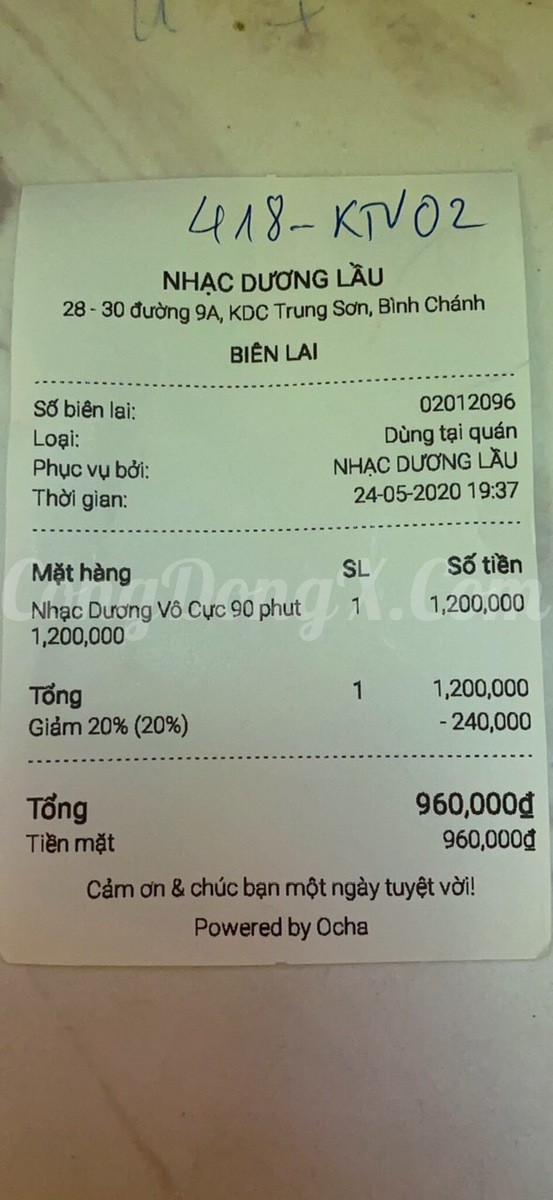 418-KTV02
NHẠC DƯƠNG LẦU
28 - 30 đường 9A, KDC Trung Sơn, Bình Chánh
BIÊN LAI
Số biên lai: 02012096
Loại: Dùng tại quán
Phục vụ bởi: NHẠC DƯƠNG LẦU
Thời gian: 24-05-2020 19:37
Mặt hàng SL Số tiền
CongDongX.Com
Nhạc Dương Vô Cực 90 phut 1 1,200,000
1,200,000
Tổng 1 1,200,000
Giảm 20% (20%) - 240,000
Tổng 960,000₫
Tiền mặt 960,000₫
Cảm ơn & chúc bạn một ngày tuyệt vời!
Powered by Ocha